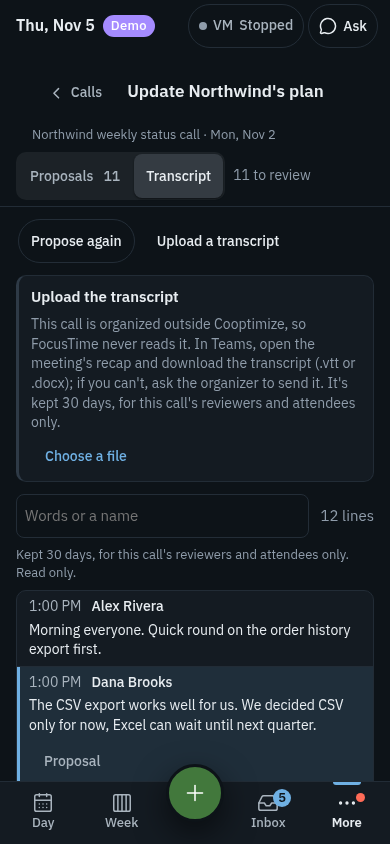 Thu, Nov 5 Demo VM Stopped Ask
Calls Update Northwind's plan
Northwind weekly status call · Mon, Nov 2
Proposals 11 Transcript 11 to review
Propose again Upload a transcript
Upload the transcript
This call is organized outside Cooptimize, so
FocusTime never reads it. In Teams, open the
meeting's recap and download the transcript (.vtt or
.docx); if you can't, ask the organizer to send it. It's
kept 30 days, for this call's reviewers and attendees
only.
Choose a file
Words or a name 12 lines
Kept 30 days, for this call's reviewers and attendees only.
Read only.
1:00 PM Alex Rivera
Morning everyone. Quick round on the order history
export first.
1:00 PM Dana Brooks
The CSV export works well for us. We decided CSV
only for now, Excel can wait until next quarter.
Proposal
Day Week Inbox 5 More